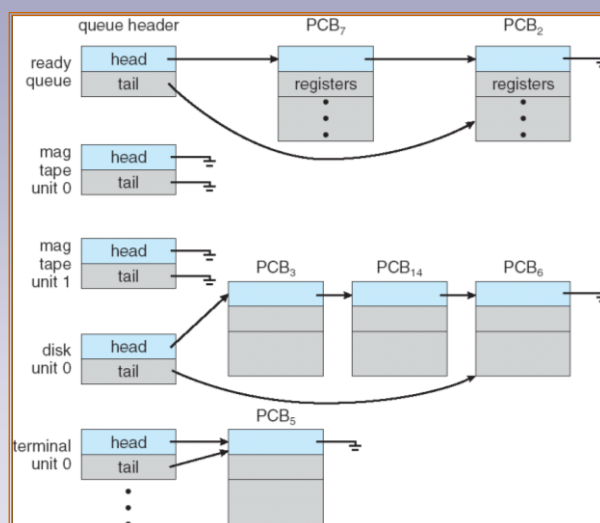 queue header
PCB7
PCB2
ready
queue
head
tail
registers
registers
mag
tape
unit 0
head
tail
mag
tape
unit 1
head
tail
PCB3
PCB14
PCB6
disk
unit 0
head
tail
PCB5
terminal
unit 0
head
tail